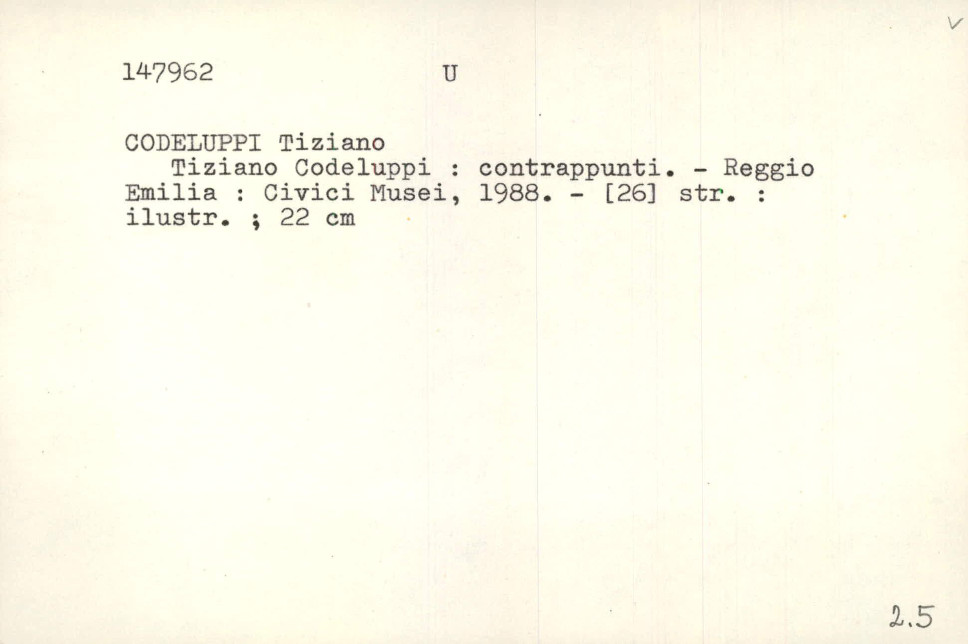 147962 U
CODELUPPI Tiziano
Tiziano Codeluppi : contrappunti. - Reggio
Emilia : Civici Musei, 1988. - [26] str. :
ilustr. ; 22 cm
2.5